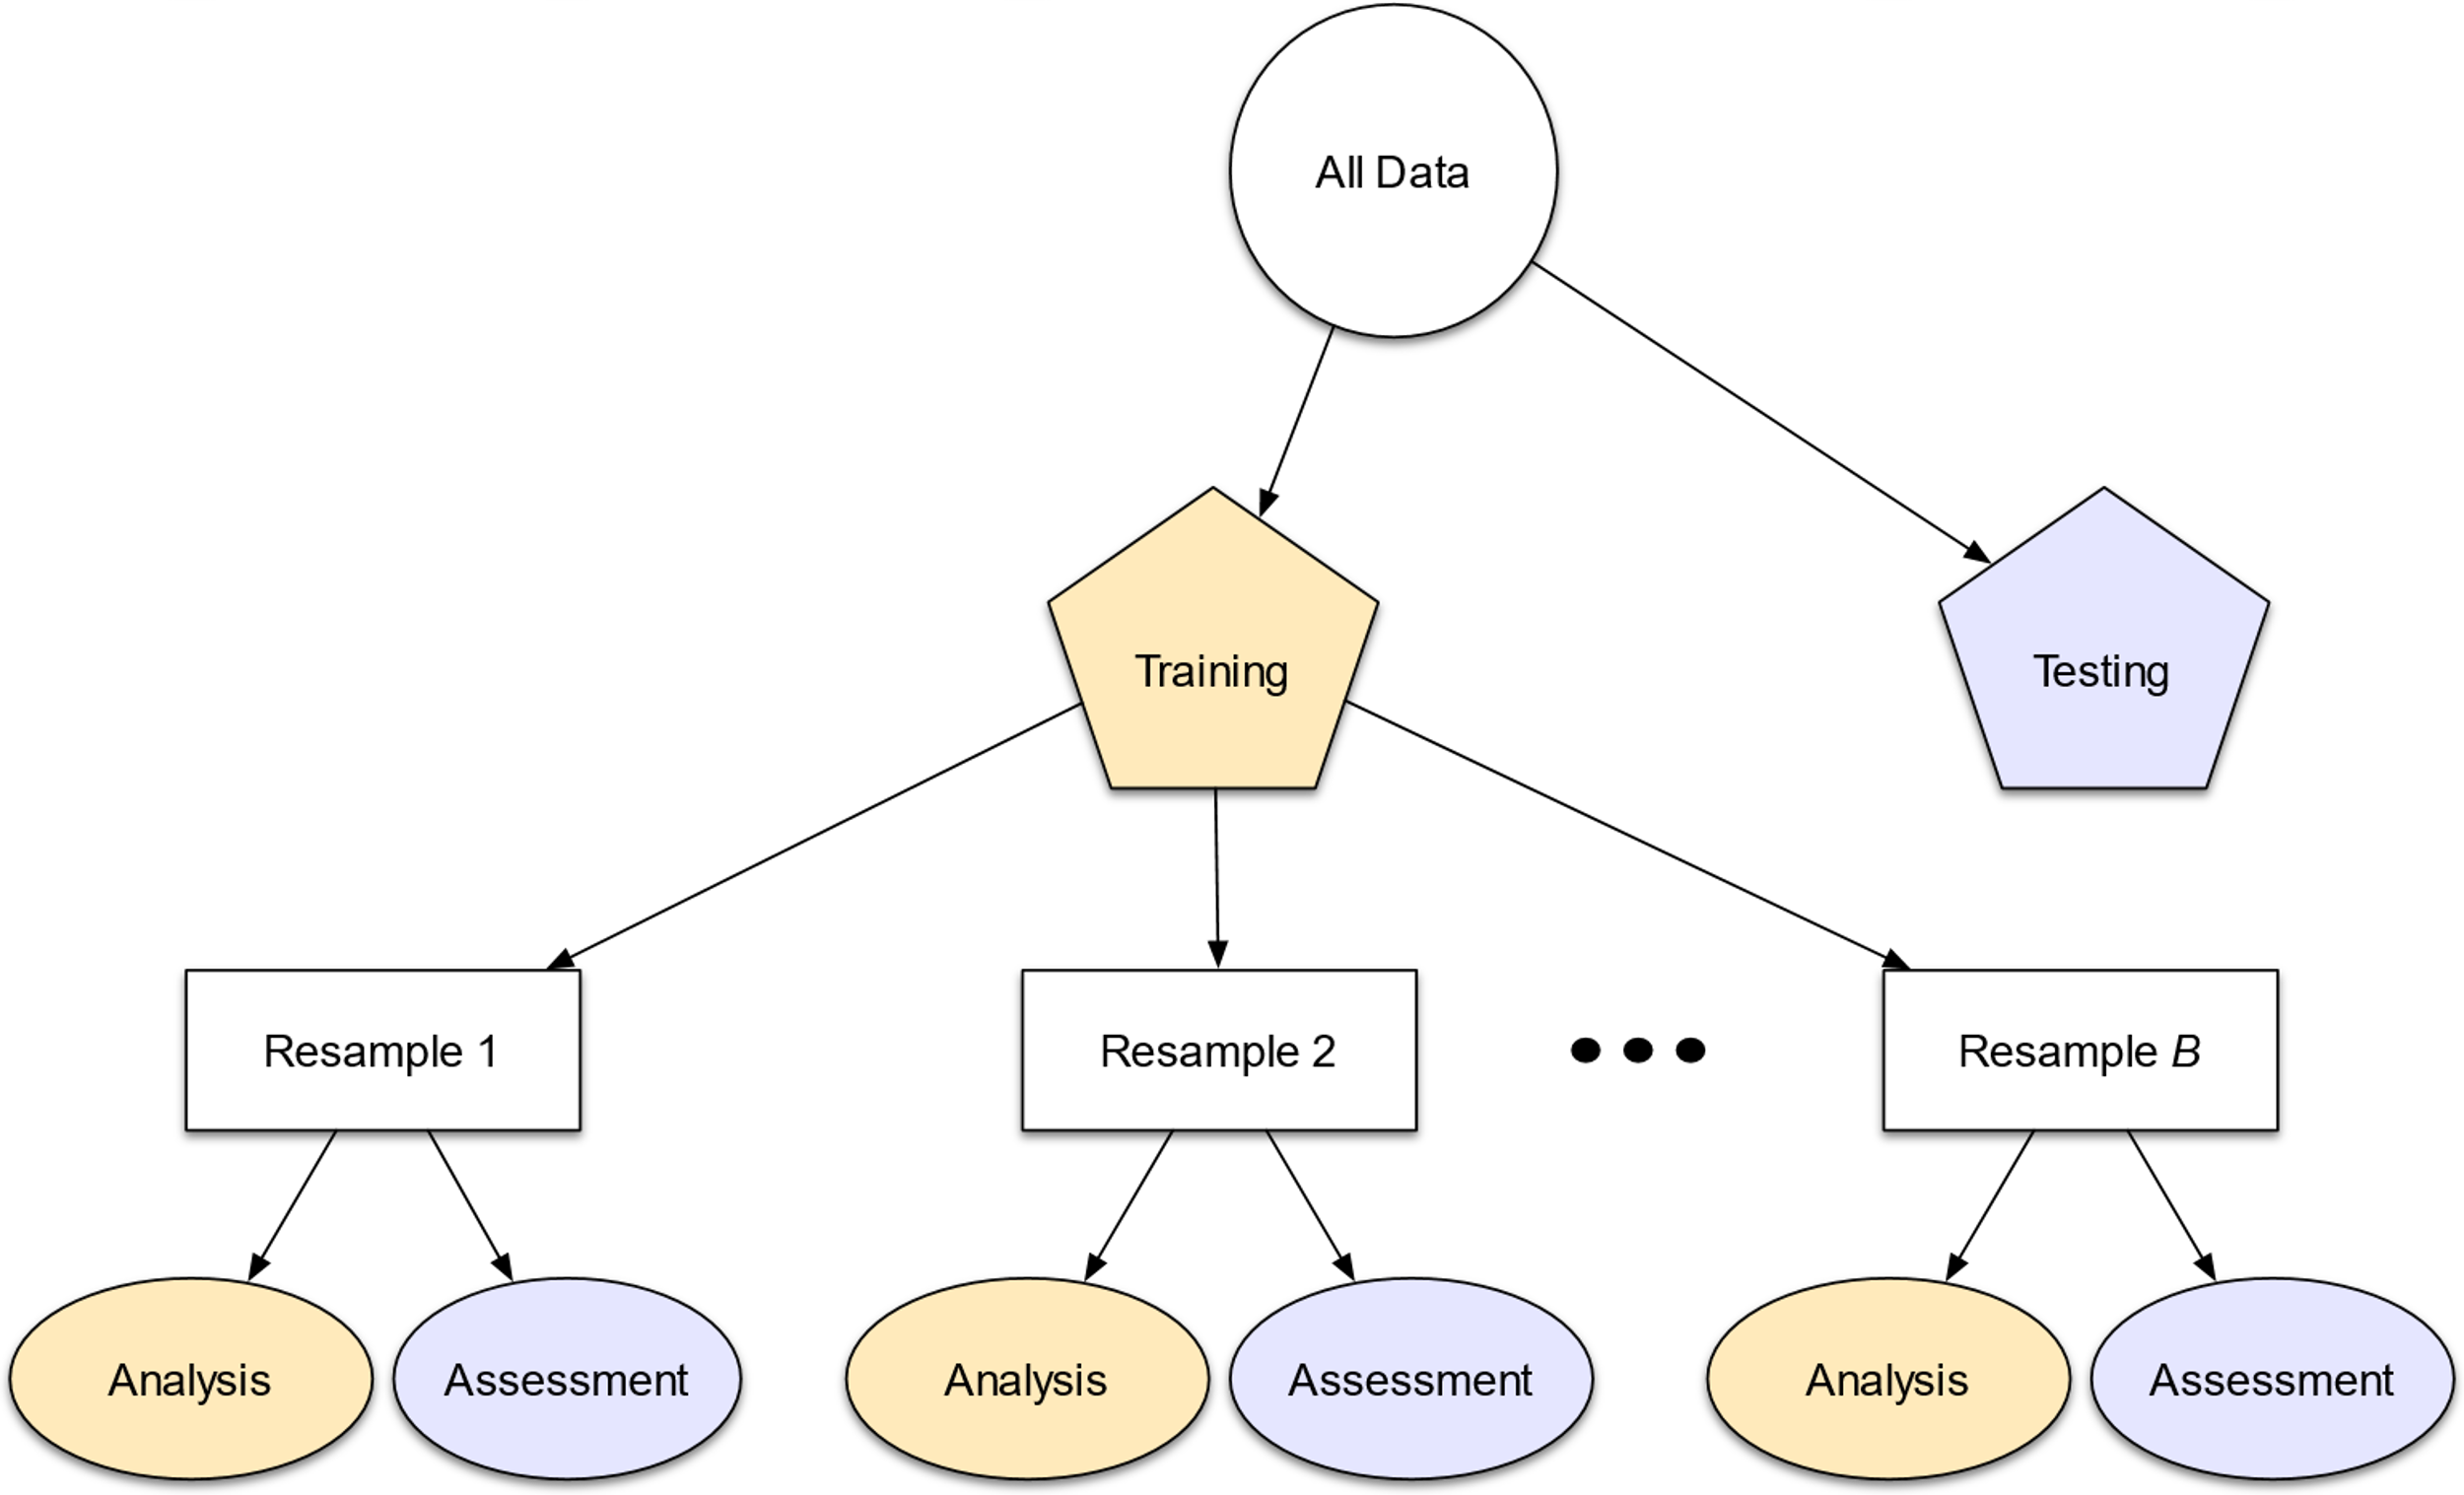 All Data
Training
Testing
Resample 1
Resample 2
Resample B
Analysis
Assessment
Analysis
Assessment
Analysis
Assessment